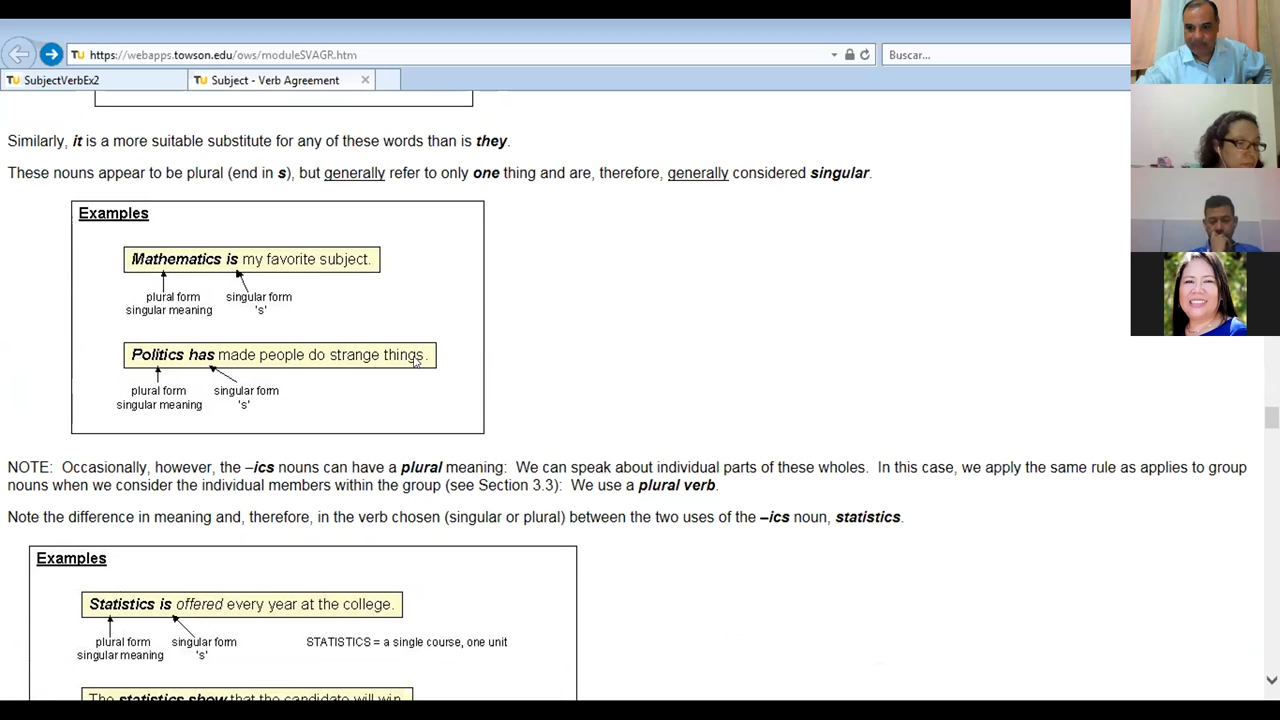 https://webapps.towson.edu/ows/moduleSVAGR.htm
Buscar...
SubjectVerbEx2
Subject - Verb Agreement
Similarly, it is a more suitable substitute for any of these words than is they.
These nouns appear to be plural (end in s), but generally refer to only one thing and are, therefore, generally considered singular.
Examples
Mathematics is my favorite subject.
plural form singular form
singular meaning 's'
Politics has made people do strange things.
plural form singular form
singular meaning 's'
NOTE: Occasionally, however, the –ics nouns can have a plural meaning: We can speak about individual parts of these wholes. In this case, we apply the same rule as applies to group
nouns when we consider the individual members within the group (see Section 3.3): We use a plural verb.
Note the difference in meaning and, therefore, in the verb chosen (singular or plural) between the two uses of the –ics noun, statistics.
Examples
Statistics is offered every year at the college.
plural form singular form STATISTICS = a single course, one unit
singular meaning 's'
The statistics show that the candidate will win.